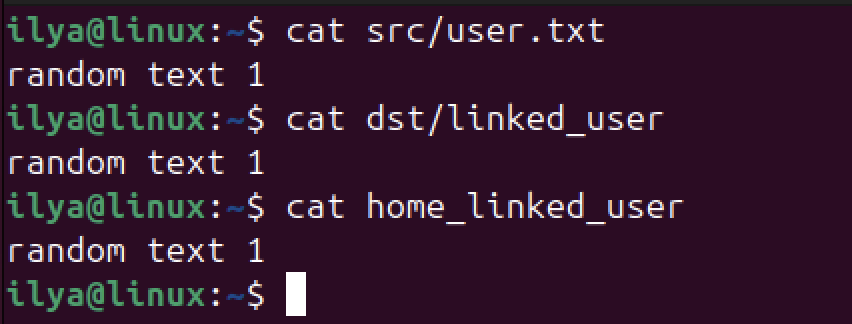 ilya@linux:~$ cat src/user.txt
random text 1
ilya@linux:~$ cat dst/linked_user
random text 1
ilya@linux:~$ cat home_linked_user
random text 1
ilya@linux:~$